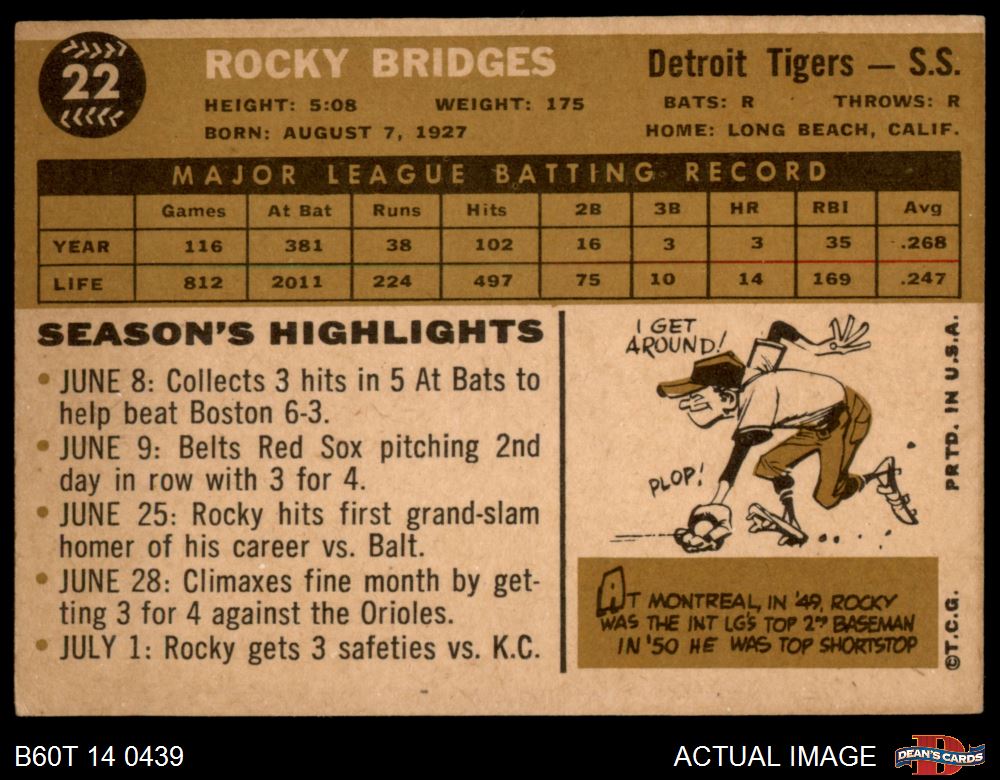 22
ROCKY BRIDGES
Detroit Tigers — S.S.
HEIGHT: 5:08 WEIGHT: 175 BATS: R THROWS: R
BORN: AUGUST 7, 1927 HOME: LONG BEACH, CALIF.
MAJOR LEAGUE BATTING RECORD
Games At Bat Runs Hits 2B 3B HR RBI Avg
YEAR 116 381 38 102 16 3 3 35 .268
LIFE 812 2011 224 497 75 10 14 169 .247
SEASON'S HIGHLIGHTS
• JUNE 8: Collects 3 hits in 5 At Bats to
help beat Boston 6-3.
• JUNE 9: Belts Red Sox pitching 2nd
day in row with 3 for 4.
• JUNE 25: Rocky hits first grand-slam
homer of his career vs. Balt.
• JUNE 28: Climaxes fine month by get-
ting 3 for 4 against the Orioles.
• JULY 1: Rocky gets 3 safeties vs. K.C.
I GET
AROUND!
PLOP!
AT MONTREAL, IN '49, ROCKY
WAS THE INT LG'S TOP 2ND BASEMAN
IN '50 HE WAS TOP SHORTSTOP
©T.C.G. PRTD. IN U.S.A.
B60T 14 0439
ACTUAL IMAGE
DEAN'S CARDS